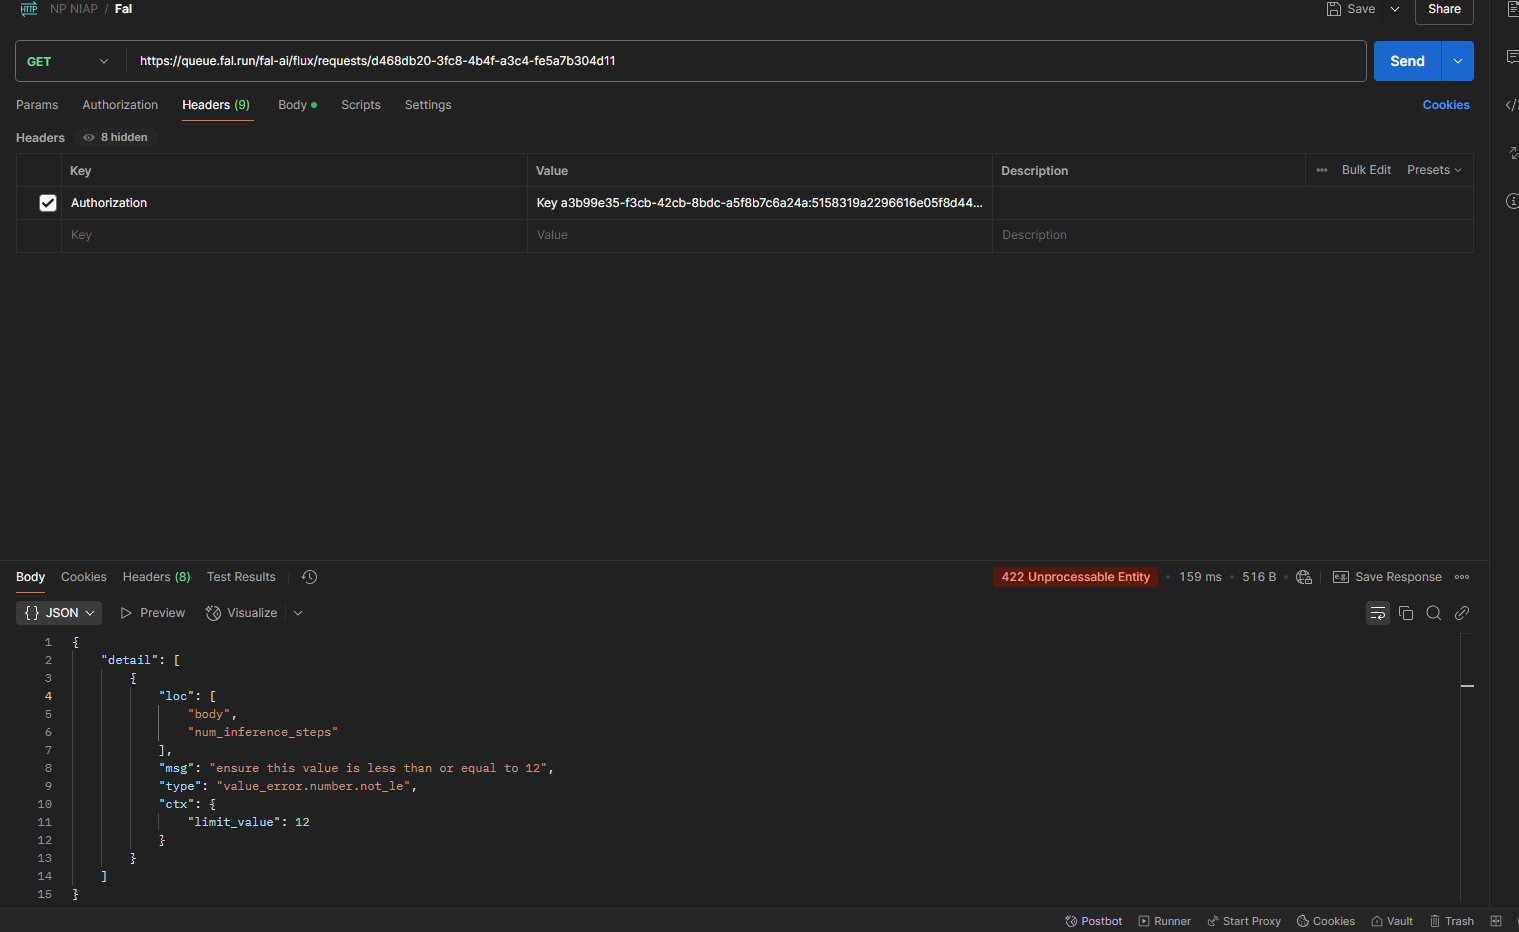 HTTP NP NIAP / Fal Save Share
GET https://queue.fal.run/fal-ai/flux/requests/d468db20-3fc8-4b4f-a3c4-fe5a7b304d11 Send
Params Authorization Headers (9) Body Scripts Settings Cookies
Headers 8 hidden
Key Value Description Bulk Edit Presets
Authorization Key a3b99e35-f3cb-42cb-8bdc-a5f8b7c6a24a:5158319a2296616e05f8d44...
Key Value Description
Body Cookies Headers (8) Test Results 422 Unprocessable Entity 159 ms 516 B e.g. Save Response
{} JSON Preview Visualize
1 {
2 "detail": [
3 {
4 "loc": [
5 "body",
6 "num_inference_steps"
7 ],
8 "msg": "ensure this value is less than or equal to 12",
9 "type": "value_error.number.not_le",
10 "ctx": {
11 "limit_value": 12
12 }
13 }
14 ]
15 }
Postbot Runner Start Proxy Cookies Vault Trash